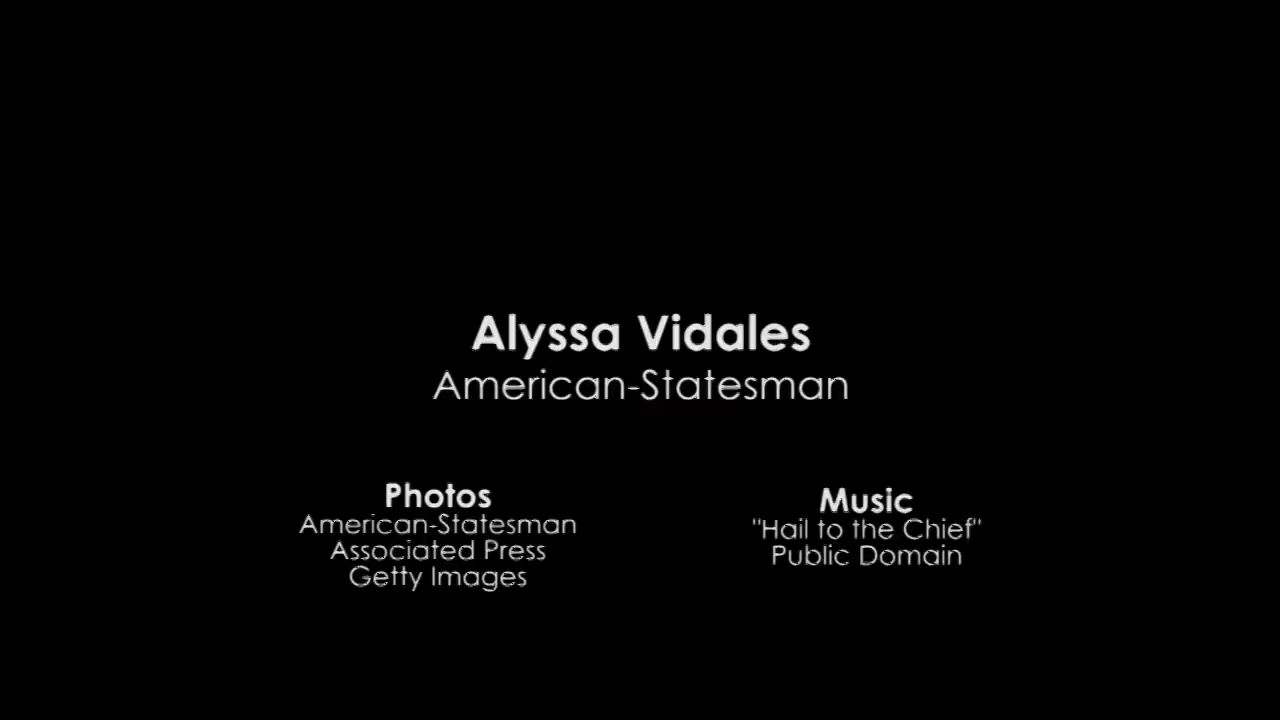 Alyssa Vidales
American-Statesman
Photos
American-Statesman
Associated Press
Getty Images
Music
"Hail to the Chief"
Public Domain